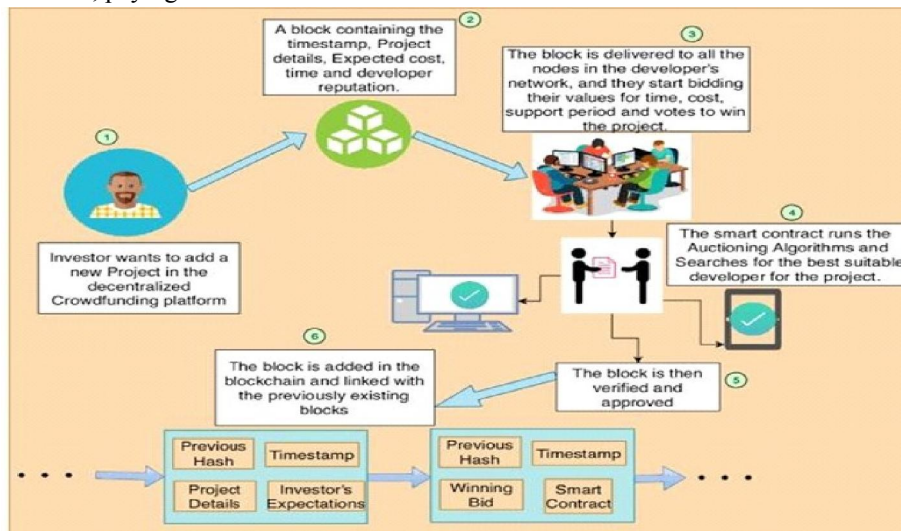 1
Investor wants to add a
new Project in the
decentralized
Crowdfunding platform
2
A block containing the
timestamp, Project
details, Expected cost,
time and developer
reputation.
3
The block is delivered to all the
nodes in the developer's
network, and they start bidding
their values for time, cost,
support period and votes to win
the project.
4
The smart contract runs the
Auctioning Algorithms and
Searches for the best suitable
developer for the project.
5
The block is then
verified and
approved
6
The block is added in the
blockchain and linked with
the previously existing
blocks
Previous
Hash
Timestamp
Project
Details
Investor's
Expectations
Previous
Hash
Timestamp
Winning
Bid
Smart
Contract